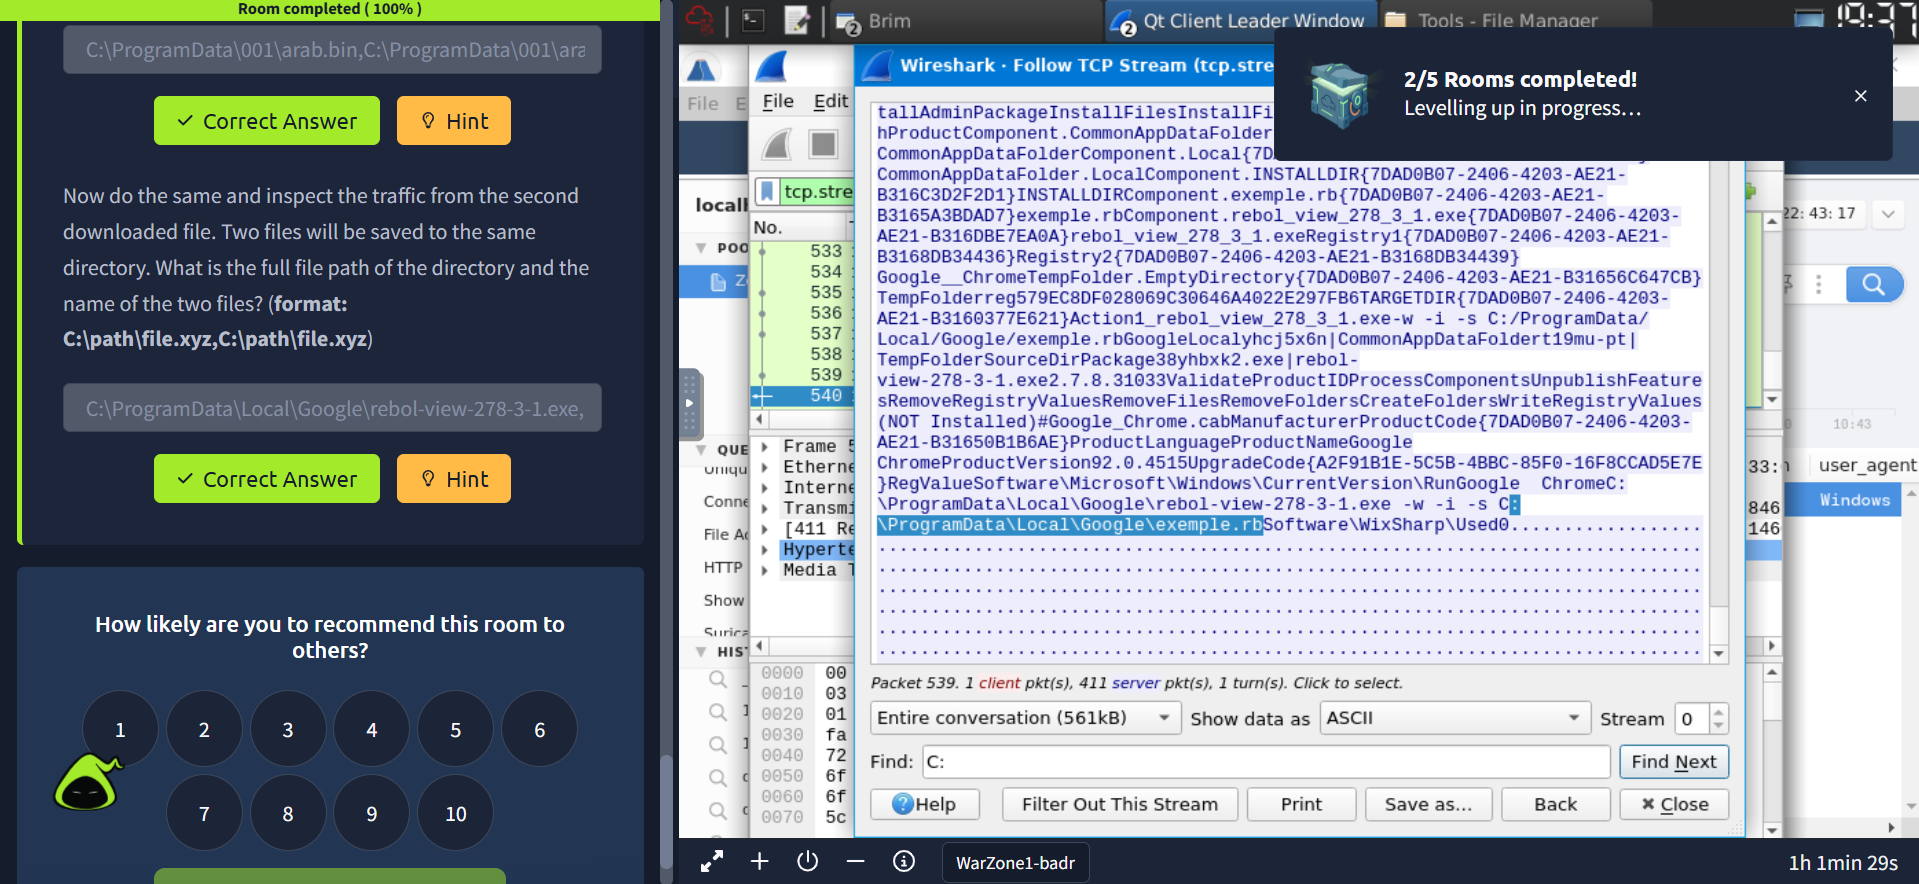 Room completed ( 100% )
C:\ProgramData\001\arab.bin,C:\ProgramData\001\ara
Correct Answer
Hint
Now do the same and inspect the traffic from the second
downloaded file. Two files will be saved to the same
directory. What is the full file path of the directory and the
name of the two files? (format:
C:\path\file.xyz,C:\path\file.xyz)
C:\ProgramData\Local\Google\rebol-view-278-3-1.exe,
Correct Answer
Hint
How likely are you to recommend this room to
others?
1
2
3
4
5
6
7
8
9
10
2 Brim
2 Qt Client Leader Window
Tools - File Manager
19:37
2/5 Rooms completed!
Levelling up in progress...
File
File
Edit
Wireshark · Follow TCP Stream (tcp.stre
tcp.stre
No.
533
534
535
536
537
538
539
540
tallAdminPackageInstallFilesInstallFi
hProductComponent.CommonAppDataFolder
CommonAppDataFolderComponent.Local{7D
CommonAppDataFolder.LocalComponent.INSTALLDIR{7DAD0B07-2406-4203-AE21-
B316C3D2F2D1}INSTALLDIRComponent.exemple.rb{7DAD0B07-2406-4203-AE21-
B3165A3BDAD7}exemple.rbComponent.rebol_view_278_3_1.exe{7DAD0B07-2406-4203-
AE21-B316DBE7EA0A}rebol_view_278_3_1.exeRegistry1{7DAD0B07-2406-4203-AE21-
B3168DB34436}Registry2{7DAD0B07-2406-4203-AE21-B3168DB34439}
Google__ChromeTempFolder.EmptyDirectory{7DAD0B07-2406-4203-AE21-B31656C647CB}
TempFolderreg579EC8DF028069C30646A4022E297FB6TARGETDIR{7DAD0B07-2406-4203-
AE21-B3160377E621}Action1_rebol_view_278_3_1.exe-w -i -s C:/ProgramData/
Local/Google/exemple.rbGoogleLocalyhcj5x6n|CommonAppDataFoldert19mu-pt|
TempFolderSourceDirPackage38yhbxk2.exe|rebol-
view-278-3-1.exe2.7.8.31033ValidateProductIDProcessComponentsUnpublishFeature
sRemoveRegistryValuesRemoveFilesRemoveFoldersCreateFoldersWriteRegistryValues
(NOT Installed)#Google_Chrome.cabManufacturerProductCode{7DAD0B07-2406-4203-
AE21-B31650B1B6AE}ProductLanguageProductNameGoogle
ChromeProductVersion92.0.4515UpgradeCode{A2F91B1E-5C5B-4BBC-85F0-16F8CCAD5E7E
}RegValueSoftware\Microsoft\Windows\CurrentVersion\RunGoogle  ChromeC:
\ProgramData\Local\Google\rebol-view-278-3-1.exe -w -i -s C:
\ProgramData\Local\Google\exemple.rbSoftware\WixSharp\Used0..................
Packet 539. 1 client pkt(s), 411 server pkt(s), 1 turn(s). Click to select.
Entire conversation (561kB)
Show data as
ASCII
Stream
0
Find:
C:
Find Next
Help
Filter Out This Stream
Print
Save as...
Back
Close
Frame 5
Etherne
Interne
Transmi
[411 Re
Hyperte
Media T
0000 00
0010 03
0020 01
0030 fa
0040 72
0050 6f
0060 6f
0070 5c
localh
POO
QUE
Conne
File Ac
HTTP
Show
HIS
22: 43: 17
10:43
user_agent
Windows
846
146
WarZone1-badr
1h 1min 29s